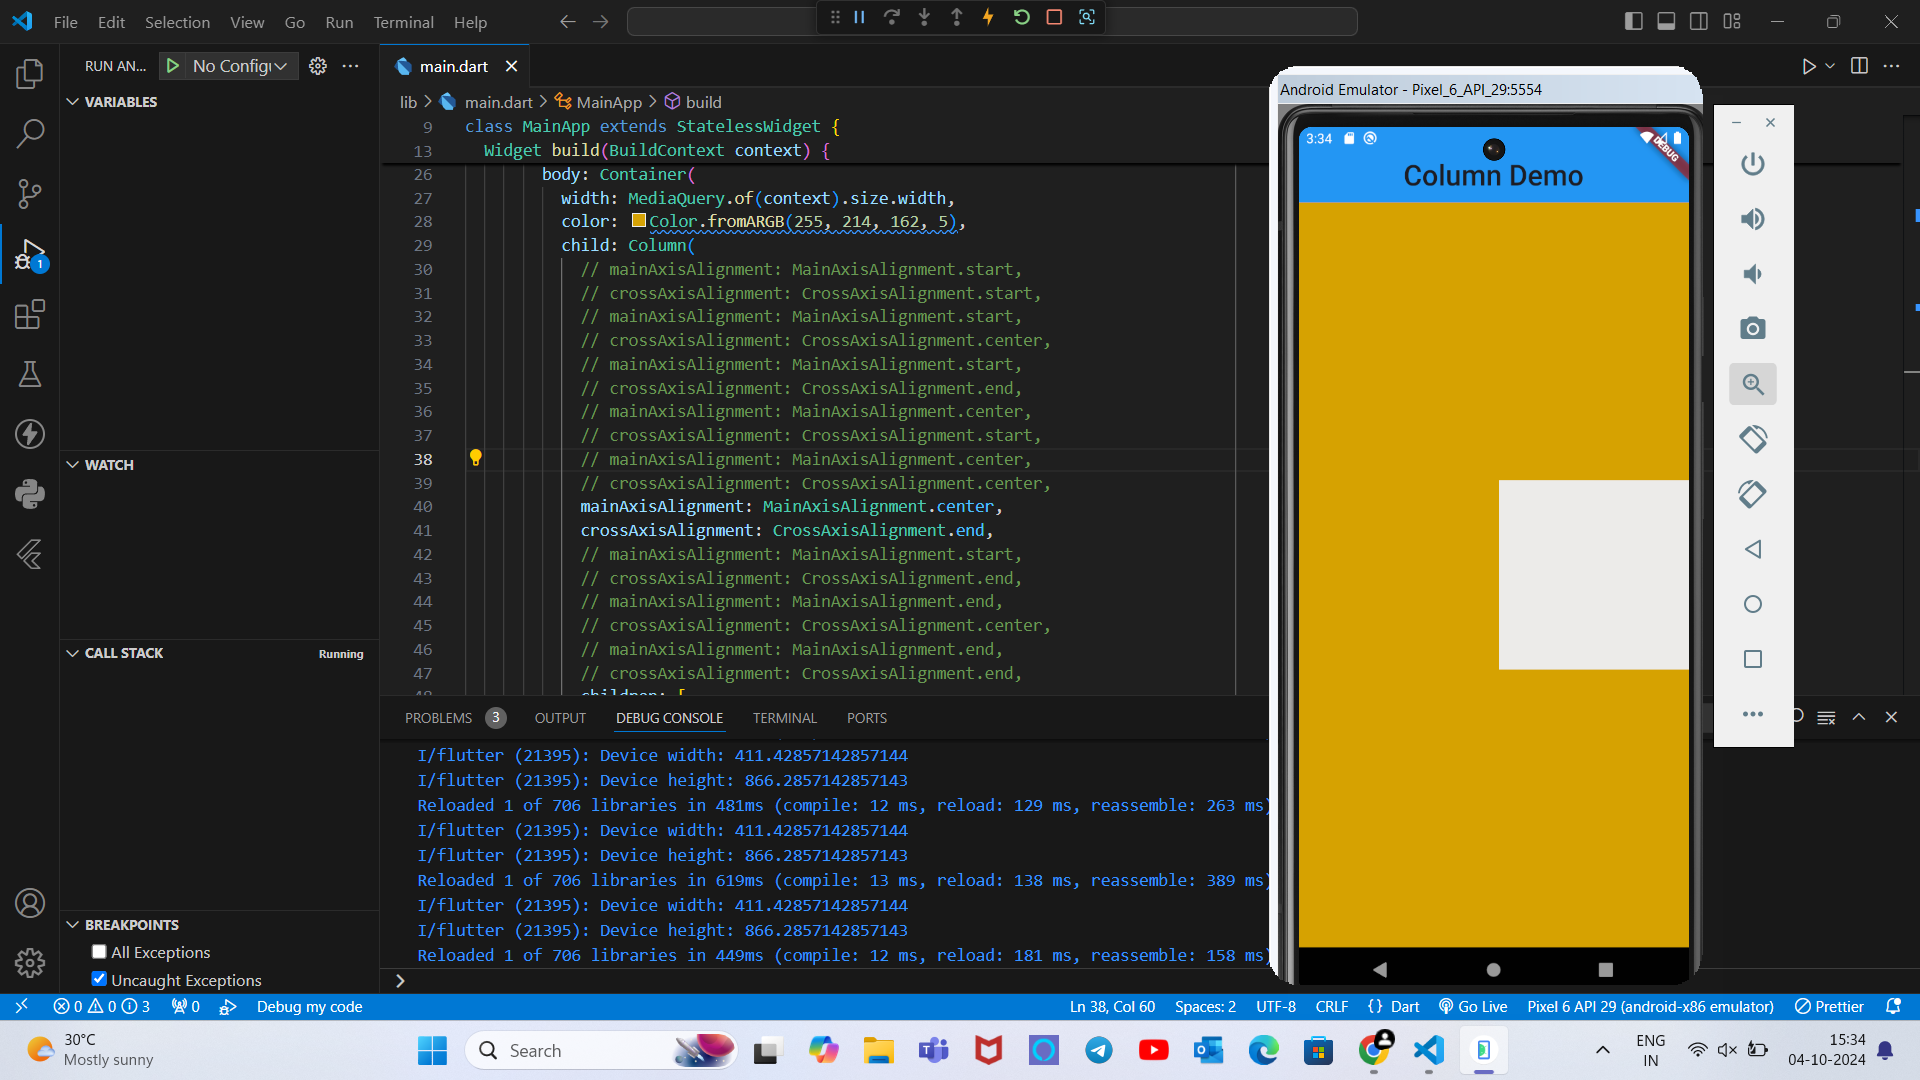 File Edit Selection View Go Run Terminal Help
RUN AN... No Config
main.dart
lib > main.dart > MainApp > build
VARIABLES
WATCH
CALL STACK Running
BREAKPOINTS
All Exceptions
Uncaught Exceptions
1
9 class MainApp extends StatelessWidget {
13 Widget build(BuildContext context) {
26 body: Container(
27 width: MediaQuery.of(context).size.width,
28 color: Color.fromARGB(255, 214, 162, 5),
29 child: Column(
30 // mainAxisAlignment: MainAxisAlignment.start,
31 // crossAxisAlignment: CrossAxisAlignment.start,
32 // mainAxisAlignment: MainAxisAlignment.start,
33 // crossAxisAlignment: CrossAxisAlignment.center,
34 // mainAxisAlignment: MainAxisAlignment.start,
35 // crossAxisAlignment: CrossAxisAlignment.end,
36 // mainAxisAlignment: MainAxisAlignment.center,
37 // crossAxisAlignment: CrossAxisAlignment.start,
38 // mainAxisAlignment: MainAxisAlignment.center,
39 // crossAxisAlignment: CrossAxisAlignment.center,
40 mainAxisAlignment: MainAxisAlignment.center,
41 crossAxisAlignment: CrossAxisAlignment.end,
42 // mainAxisAlignment: MainAxisAlignment.start,
43 // crossAxisAlignment: CrossAxisAlignment.end,
44 // mainAxisAlignment: MainAxisAlignment.end,
45 // crossAxisAlignment: CrossAxisAlignment.center,
46 // mainAxisAlignment: MainAxisAlignment.end,
47 // crossAxisAlignment: CrossAxisAlignment.end,
48 children: [
PROBLEMS 3 OUTPUT DEBUG CONSOLE TERMINAL PORTS
I/flutter (21395): Device width: 411.42857142857144
I/flutter (21395): Device height: 866.2857142857143
Reloaded 1 of 706 libraries in 481ms (compile: 12 ms, reload: 129 ms, reassemble: 263 ms)
I/flutter (21395): Device width: 411.42857142857144
I/flutter (21395): Device height: 866.2857142857143
Reloaded 1 of 706 libraries in 619ms (compile: 13 ms, reload: 138 ms, reassemble: 389 ms)
I/flutter (21395): Device width: 411.42857142857144
I/flutter (21395): Device height: 866.2857142857143
Reloaded 1 of 706 libraries in 449ms (compile: 12 ms, reload: 181 ms, reassemble: 158 ms)
Android Emulator - Pixel_6_API_29:5554
3:34
DEBUG
Column Demo
0 0 3 0 Debug my code Ln 38, Col 60 Spaces: 2 UTF-8 CRLF {} Dart Go Live Pixel 6 API 29 (android-x86 emulator) Prettier
30°C
Mostly sunny
Search
ENG
IN
15:34
04-10-2024